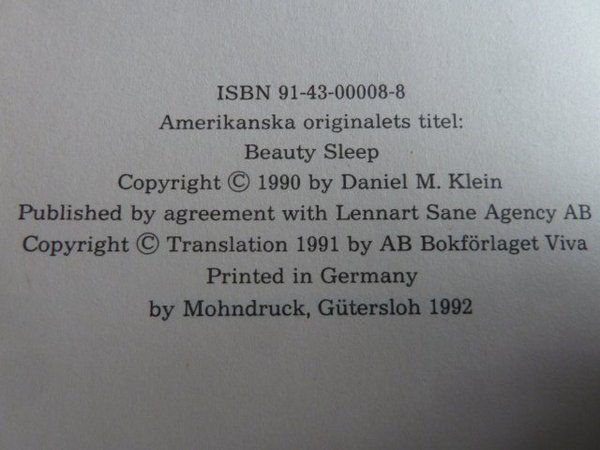 ISBN 91-43-00008-8
Amerikanska originalets titel:
Beauty Sleep
Copyright © 1990 by Daniel M. Klein
Published by agreement with Lennart Sane Agency AB
Copyright © Translation 1991 by AB Bokförlaget Viva
Printed in Germany
by Mohndruck, Gütersloh 1992